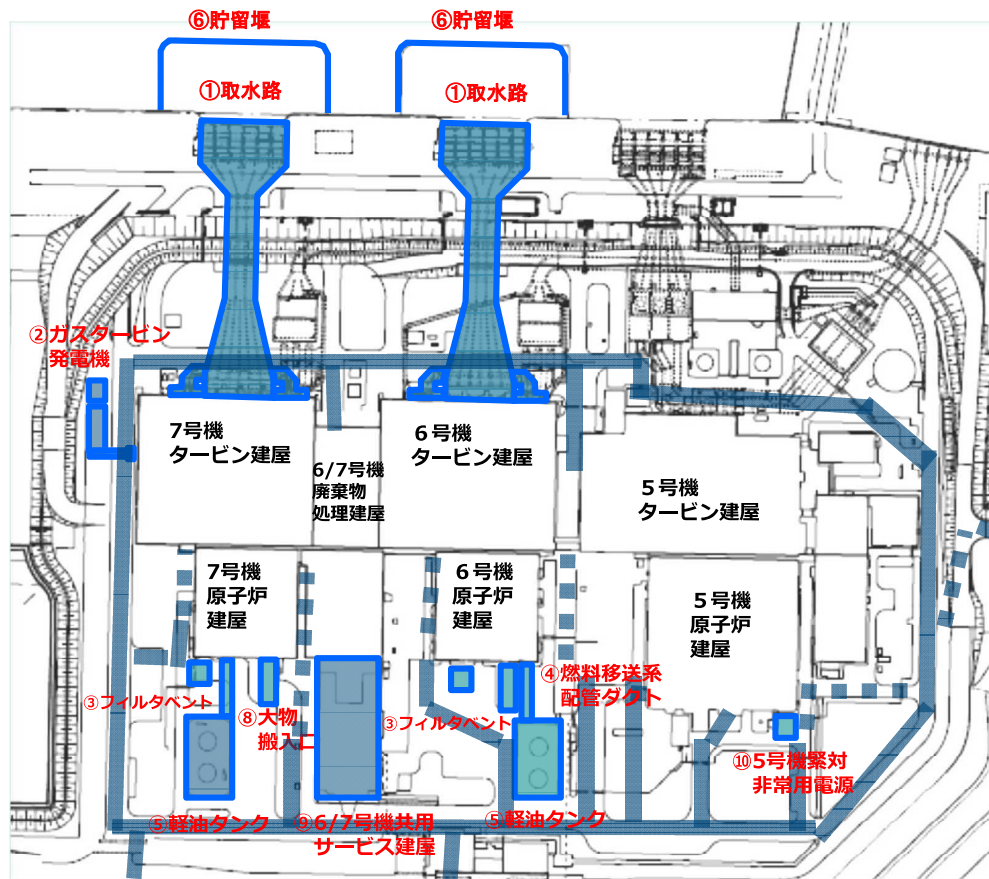 ⑥貯留堰
⑥貯留堰
①取水路
①取水路
②ガスタービン
発電機
7号機
タービン建屋
6/7号機
廃棄物
処理建屋
6号機
タービン建屋
5号機
タービン建屋
7号機
原子炉
建屋
6号機
原子炉
建屋
5号機
原子炉
建屋
③フィルタベント
⑧大物
搬入口
③フィルタベント
④燃料移送系
配管ダクト
⑩5号機緊対
非常用電源
⑤軽油タンク
⑨6/7号機共用
サービス建屋
⑤軽油タンク